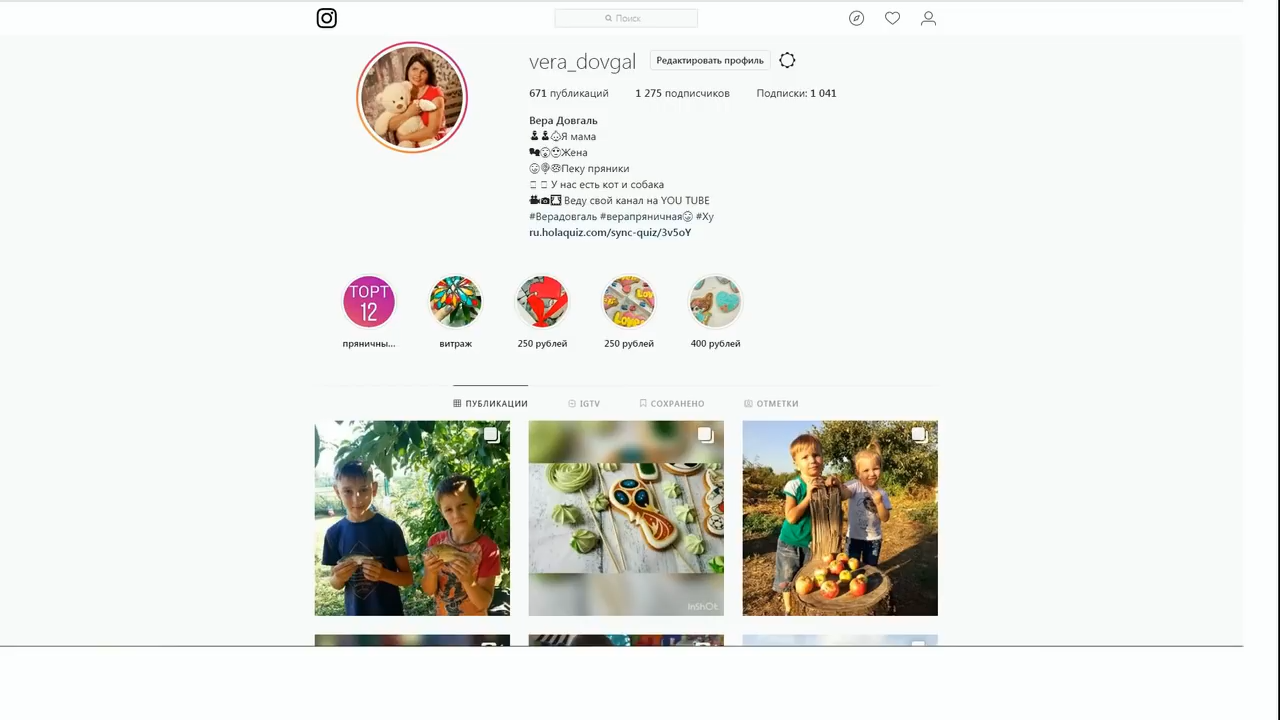 Поиск
vera_dovgal Редактировать профиль
671 публикаций 1 275 подписчиков Подписки: 1 041
Вера Довгаль
Я мама
Жена
Пеку пряники
У нас есть кот и собака
Веду свой канал на YOU TUBE
#Верадовгаль #верапряничная #Ху
ru.holaquiz.com/sync-quiz/3v5oY
ТОРТ
12
пряничны... витраж 250 рублей 250 рублей 400 рублей
ПУБЛИКАЦИИ IGTV СОХРАНЕНО ОТМЕТКИ
InShOt